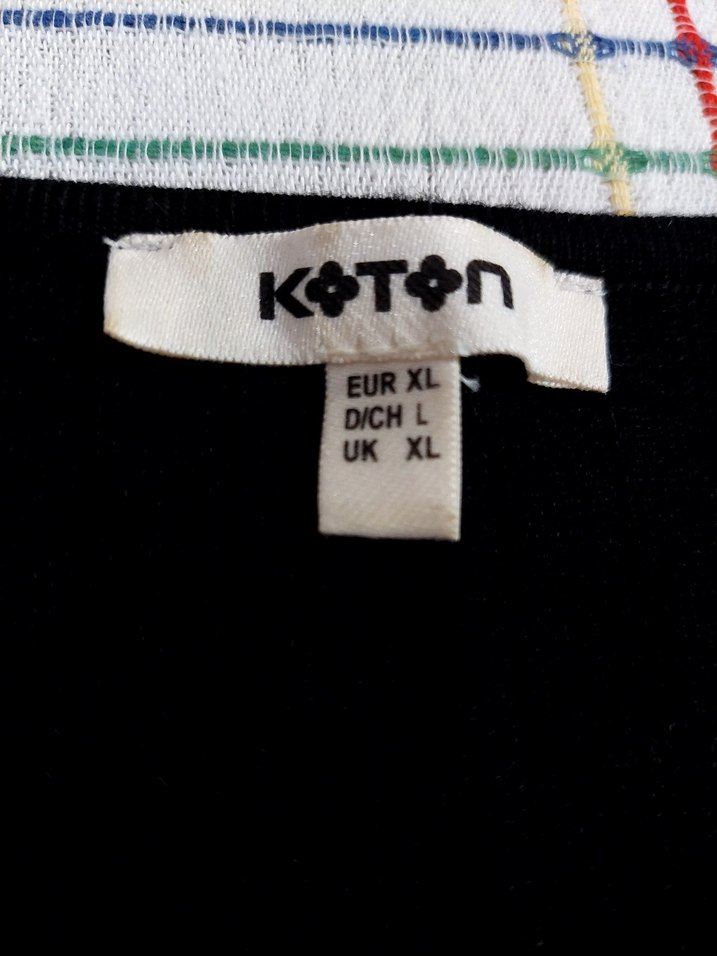 KOTON
EUR XL
D/CH L
UK XL